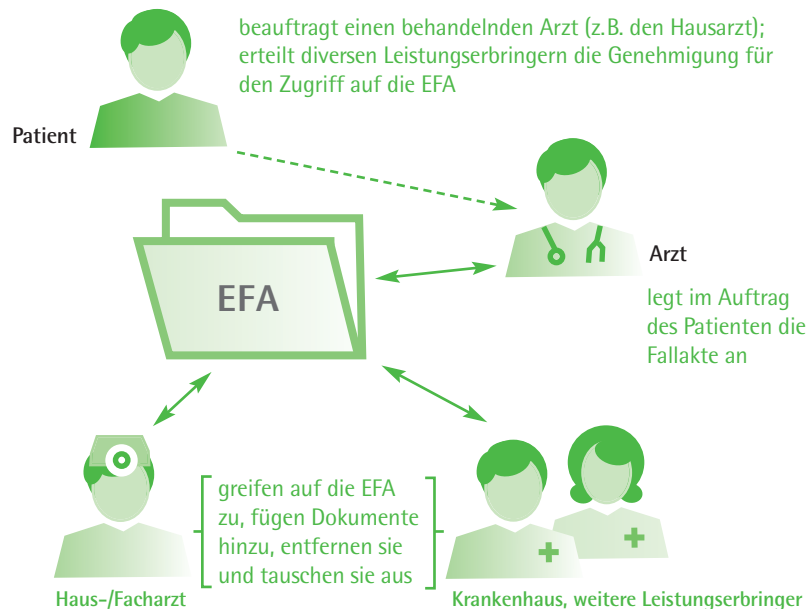 beauftragt einen behandelnden Arzt (z.B. den Hausarzt);
erteilt diversen Leistungserbringern die Genehmigung für
den Zugriff auf die EFA
Patient
Arzt
EFA
legt im Auftrag
des Patienten die
Fallakte an
greifen auf die EFA
zu, fügen Dokumente
hinzu, entfernen sie
und tauschen sie aus
Haus-/Facharzt
Krankenhaus, weitere Leistungserbringer